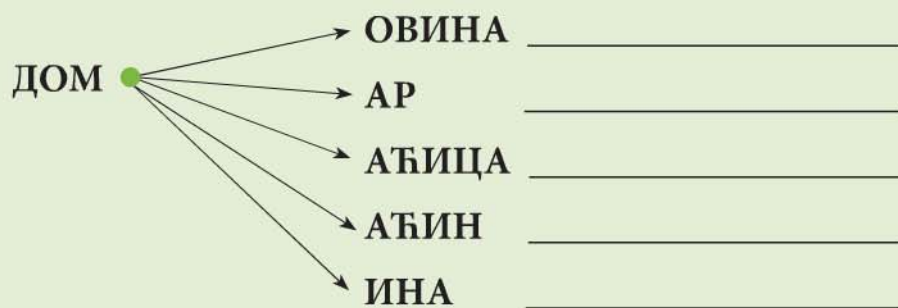 ОВИНА
ДОМ
АР
АЋИЦА
АЋИН
ИНА